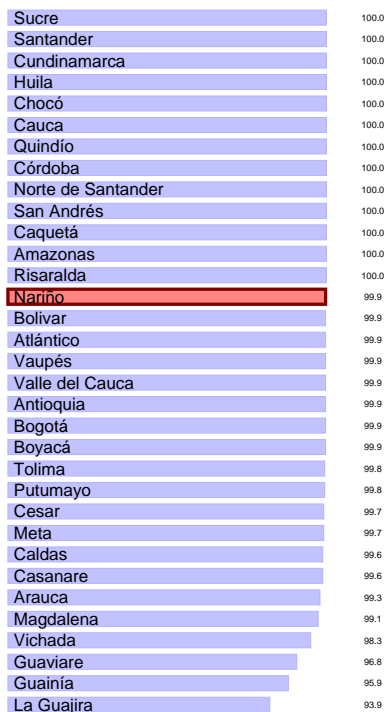 Sucre 100.0
Santander 100.0
Cundinamarca 100.0
Huila 100.0
Chocó 100.0
Cauca 100.0
Quindío 100.0
Córdoba 100.0
Norte de Santander 100.0
San Andrés 100.0
Caquetá 100.0
Amazonas 100.0
Risaralda 100.0
Nariño 99.9
Bolivar 99.9
Atlántico 99.9
Vaupés 99.9
Valle del Cauca 99.9
Antioquia 99.9
Bogotá 99.9
Boyacá 99.9
Tolima 99.8
Putumayo 99.8
Cesar 99.7
Meta 99.7
Caldas 99.6
Casanare 99.6
Arauca 99.3
Magdalena 99.1
Vichada 98.3
Guaviare 96.8
Guainía 95.9
La Guajira 93.9